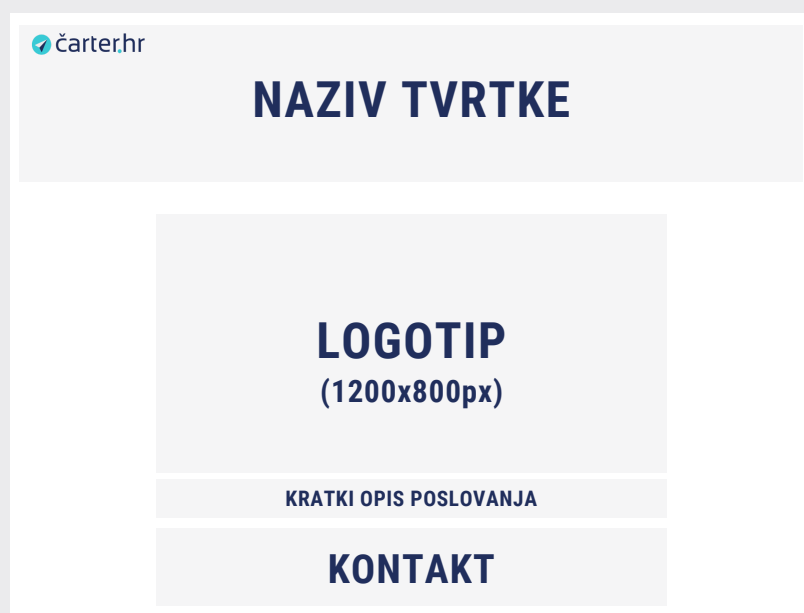 čarter.hr
NAZIV TVRTKE
LOGOTIP
(1200x800px)
KRATKI OPIS POSLOVANJA
KONTAKT